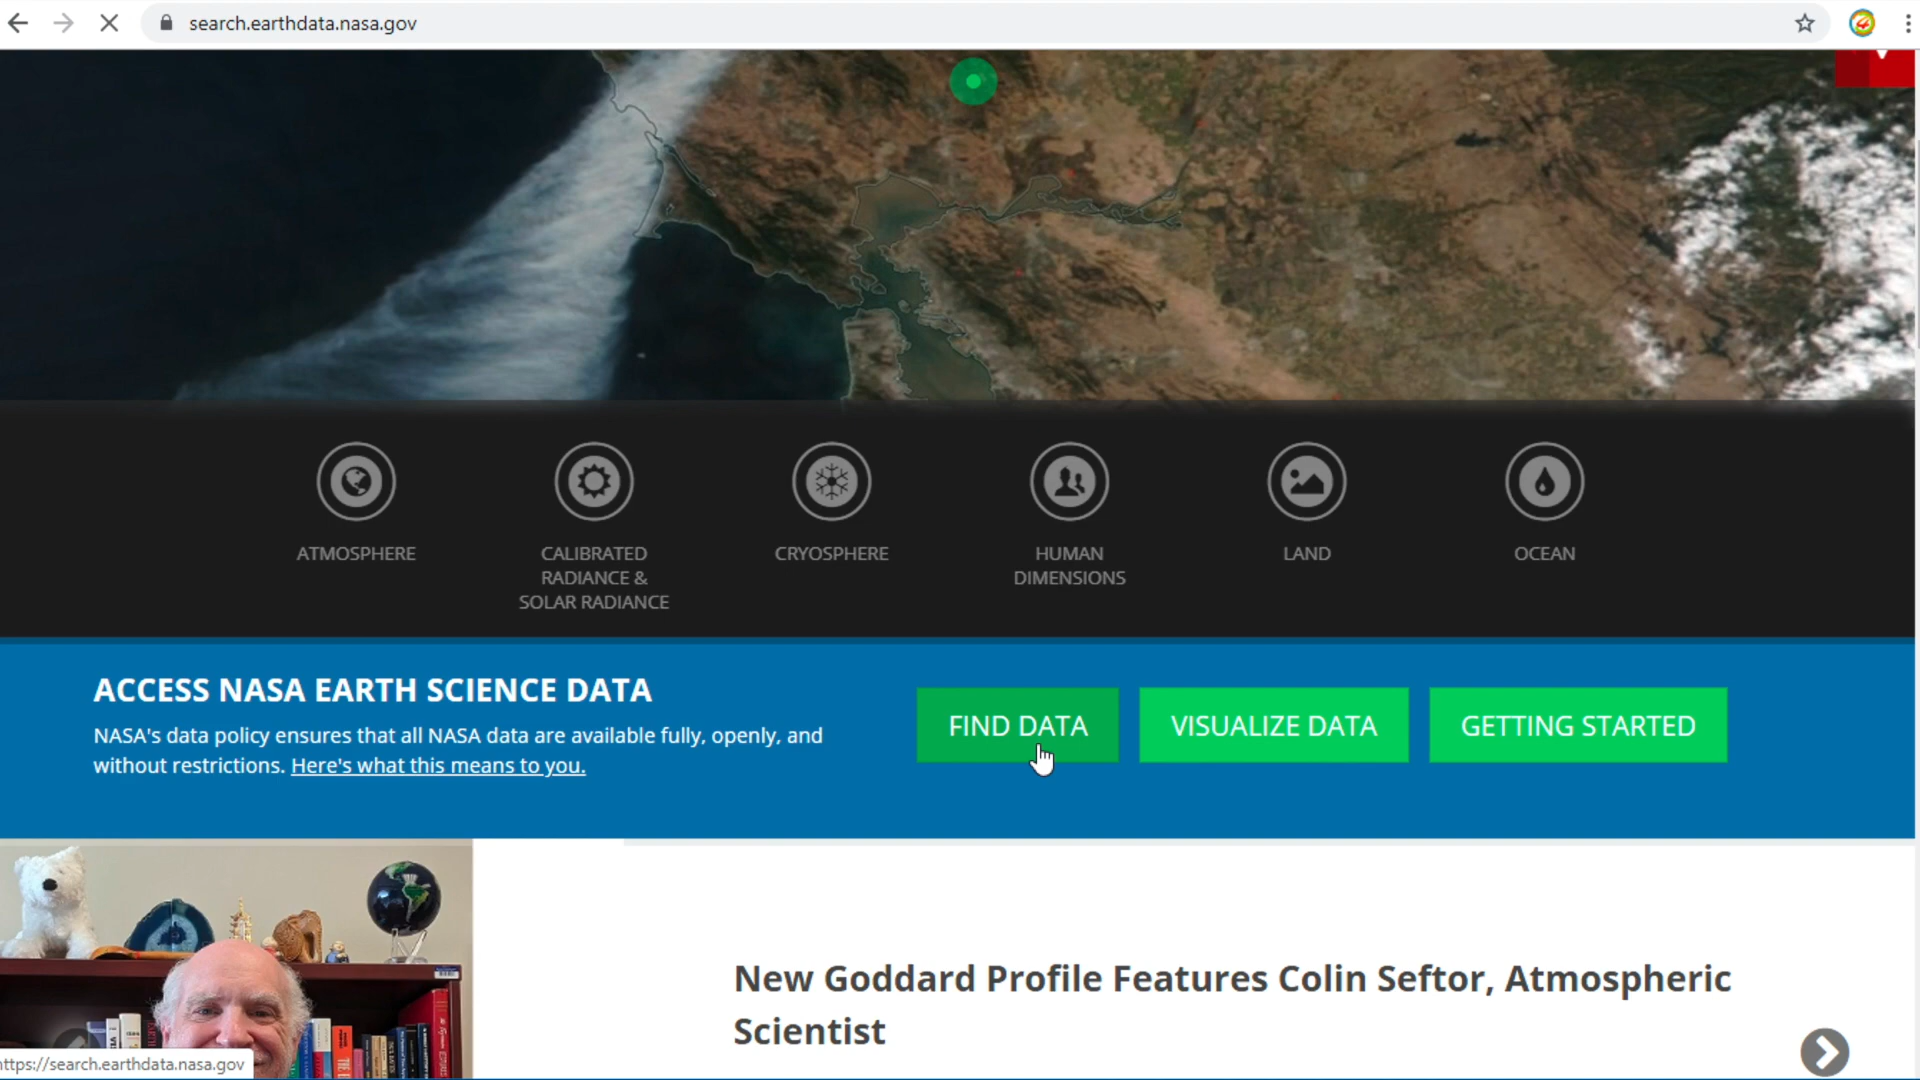 search.earthdata.nasa.gov
ATMOSPHERE
CALIBRATED
RADIANCE &
SOLAR RADIANCE
CRYOSPHERE
HUMAN
DIMENSIONS
LAND
OCEAN
ACCESS NASA EARTH SCIENCE DATA
NASA's data policy ensures that all NASA data are available fully, openly, and
without restrictions. Here's what this means to you.
FIND DATA
VISUALIZE DATA
GETTING STARTED
New Goddard Profile Features Colin Seftor, Atmospheric
Scientist
https://search.earthdata.nasa.gov